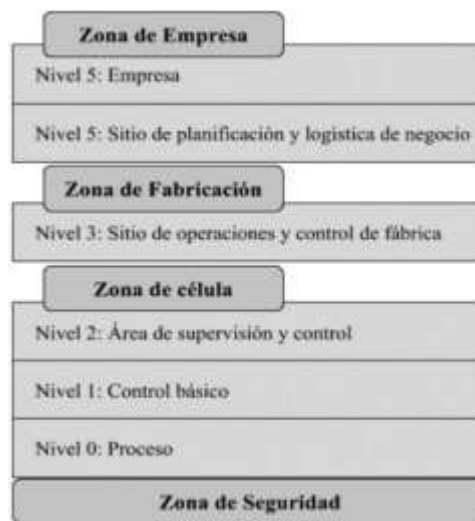 Zona de Empresa
Nivel 5: Empresa
Nivel 5: Sitio de planificación y logistica de negocio
Zona de Fabricación
Nivel 3: Sitio de operaciones y control de fábrica
Zona de célula
Nivel 2: Área de supervisión y control
Nivel 1: Control básico
Nivel 0: Proceso
Zona de Seguridad